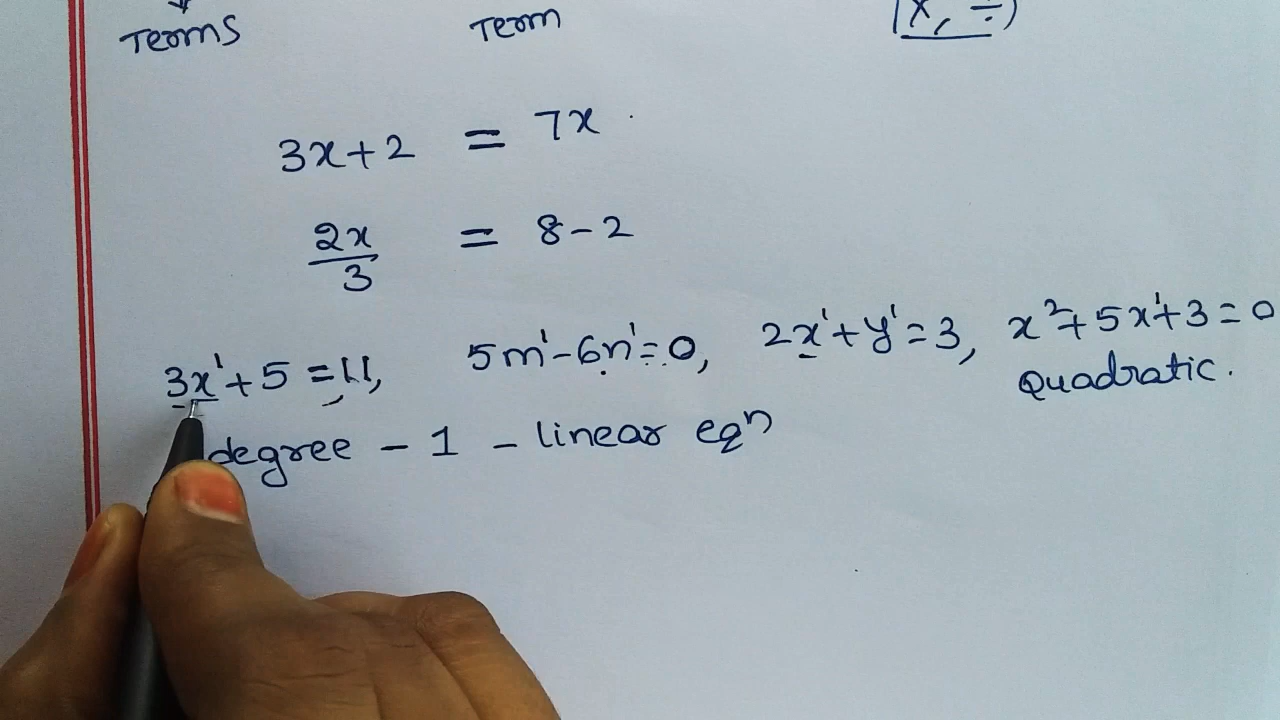 Terms Term (×, ÷)
3x+2 = 7x
2x/3 = 8-2
3x¹+5 = 11, 5m¹-6n¹=0, 2x¹+y¹=3, x²+5x¹+3=0
Quadratic.
degree - 1 - linear eqⁿ